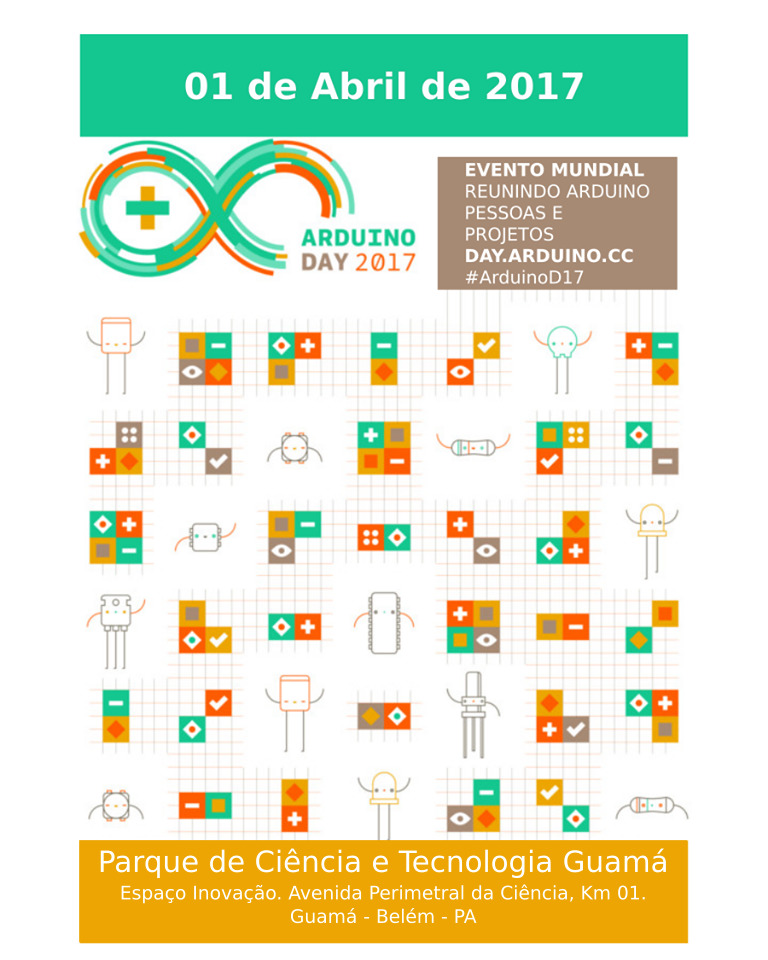 01 de Abril de 2017
ARDUINO
DAY 2017
EVENTO MUNDIAL
REUNINDO ARDUINO
PESSOAS E
PROJETOS
DAY.ARDUINO.CC
#ArduinoD17
Parque de Ciência e Tecnologia Guamá
Espaço Inovação. Avenida Perimetral da Ciência, Km 01.
Guamá - Belém - PA